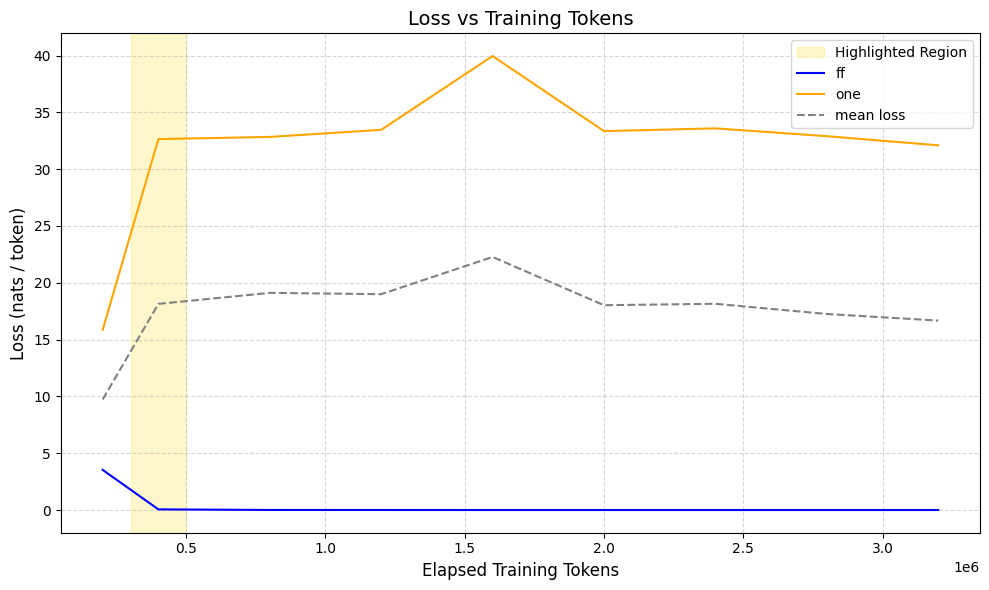 Loss vs Training Tokens
Highlighted Region
ff
one
mean loss
Loss (nats / token)
40
35
30
25
20
15
10
5
0
0.5 1.0 1.5 2.0 2.5 3.0
1e6
Elapsed Training Tokens